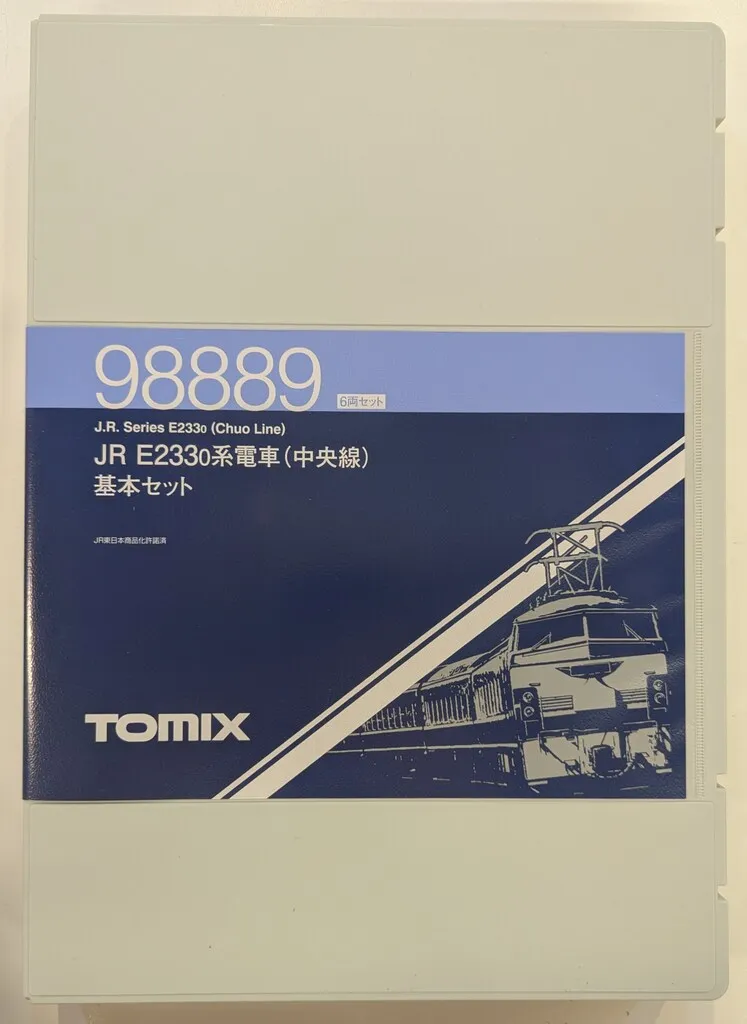 98889
6両セット
J.R. Series E2330 (Chuo Line)
JR E2330系電車(中央線)
基本セット
JR東日本商品化許諾済
TOMIX